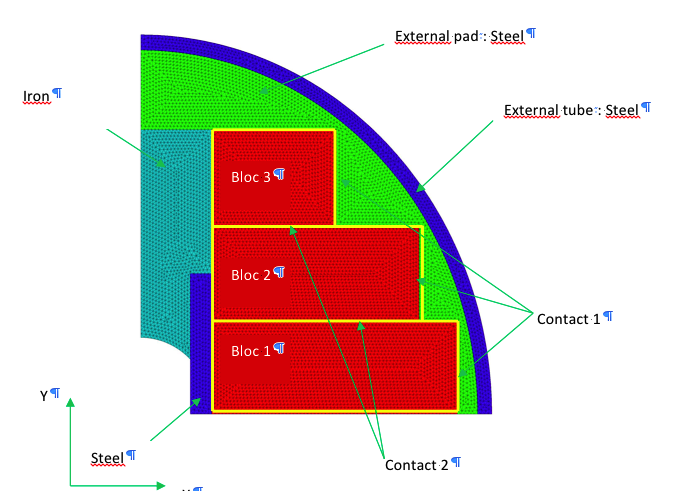 External pad : Steel¶
Iron¶
External tube : Steel¶
Bloc 3¶
Bloc 2¶
Contact 1¶
Bloc 1¶
Y¶
Steel¶
Contact 2¶